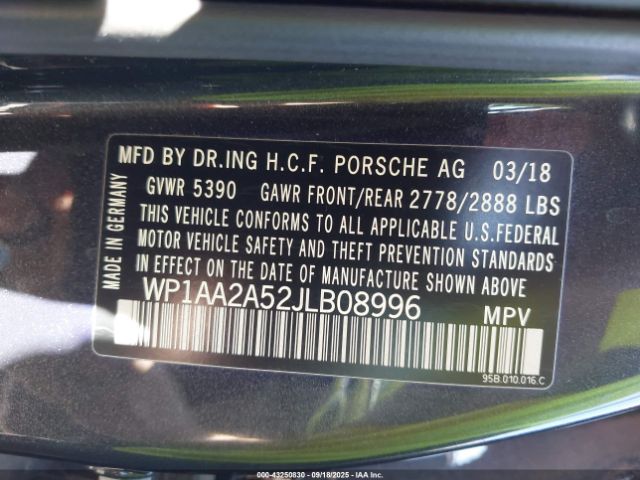 MFD BY DR.ING H.C.F. PORSCHE AG 03/18
GVWR 5390 GAWR FRONT/REAR 2778/2888 LBS
THIS VEHICLE CONFORMS TO ALL APPLICABLE U.S.FEDERAL
MOTOR VEHICLE SAFETY AND THEFT PREVENTION STANDARDS
IN EFFECT ON THE DATE OF MANUFACTURE SHOWN ABOVE
WP1AA2A52JLB08996 MPV
95B.010.016.C
MADE IN GERMANY
000-43250830 - 09/18/2025 - IAA Inc.